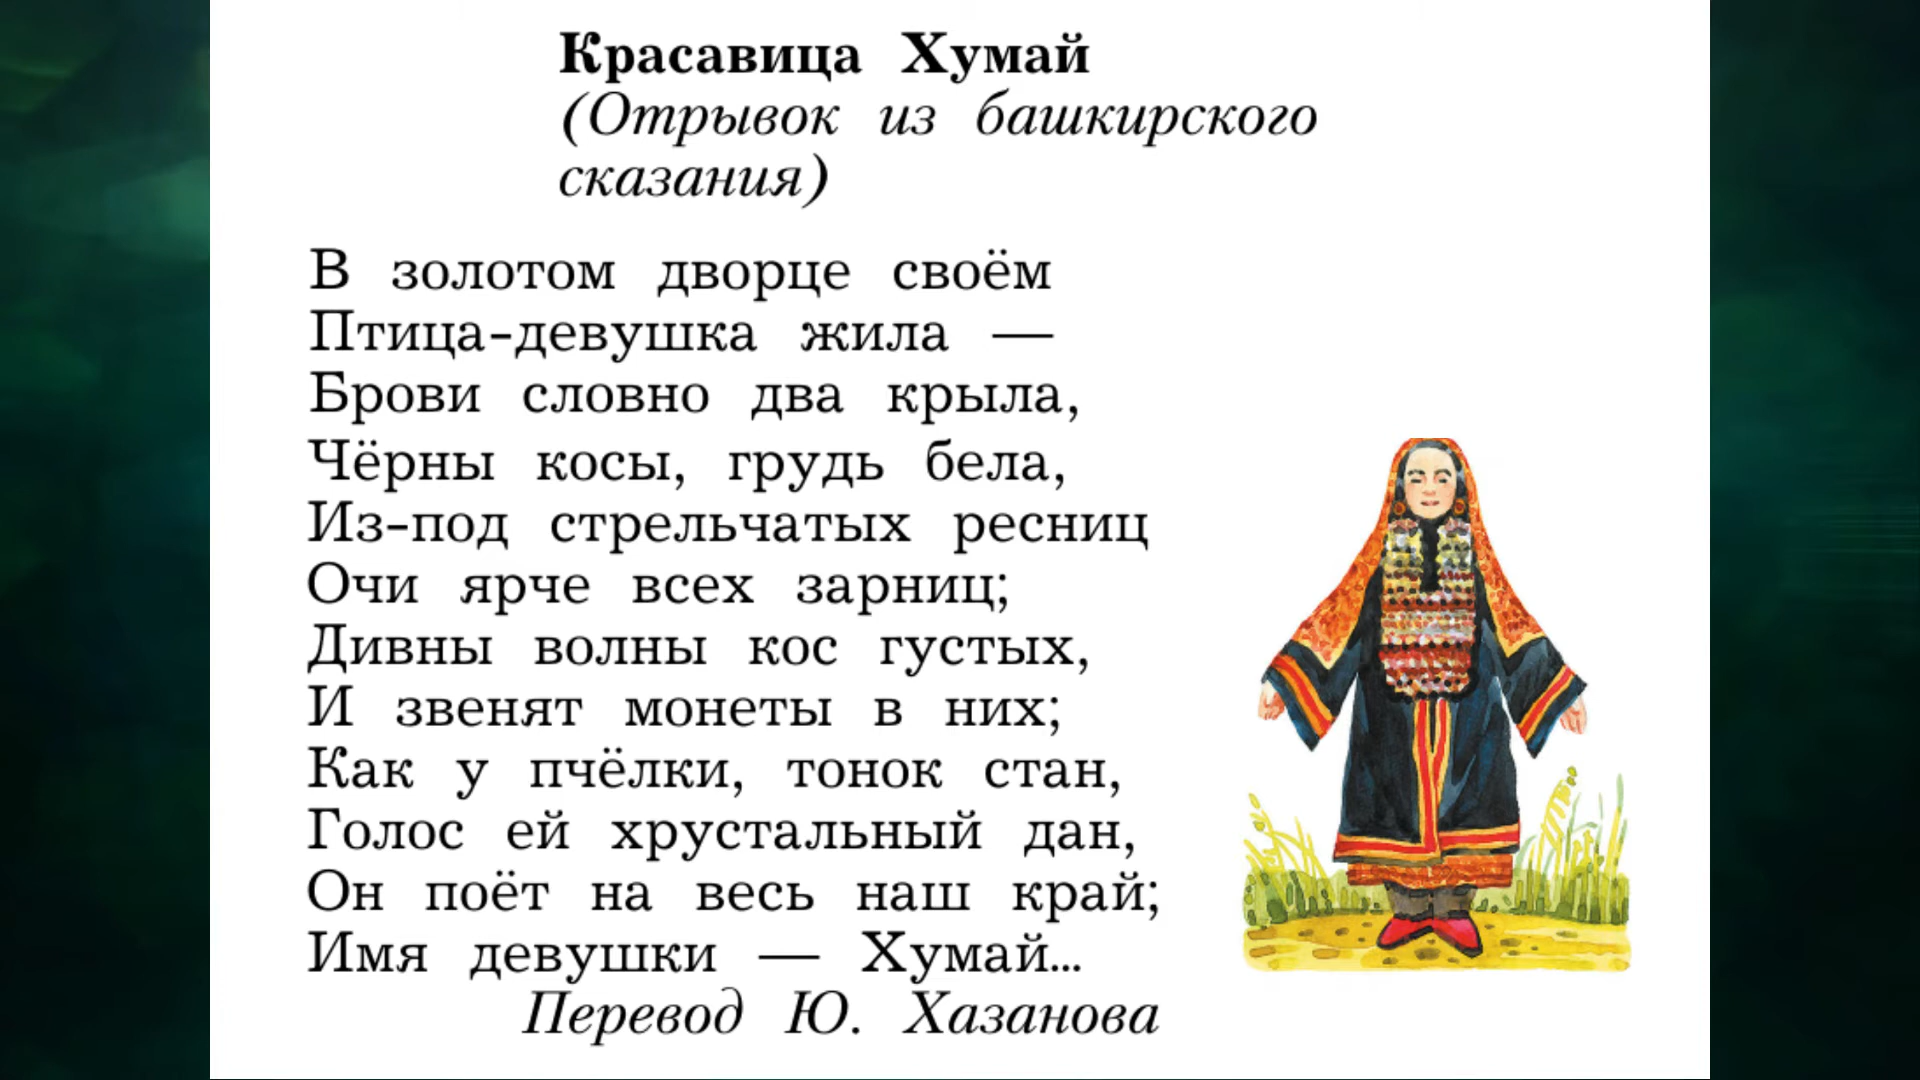 Красавица Хумай
(Отрывок из башкирского
сказания)
В золотом дворце своём
Птица-девушка жила —
Брови словно два крыла,
Чёрны косы, грудь бела,
Из-под стрельчатых ресниц
Очи ярче всех зарниц;
Дивны волны кос густых,
И звенят монеты в них;
Как у пчёлки, тонок стан,
Голос ей хрустальный дан,
Он поёт на весь наш край;
Имя девушки — Хумай...
Перевод Ю. Хазанова